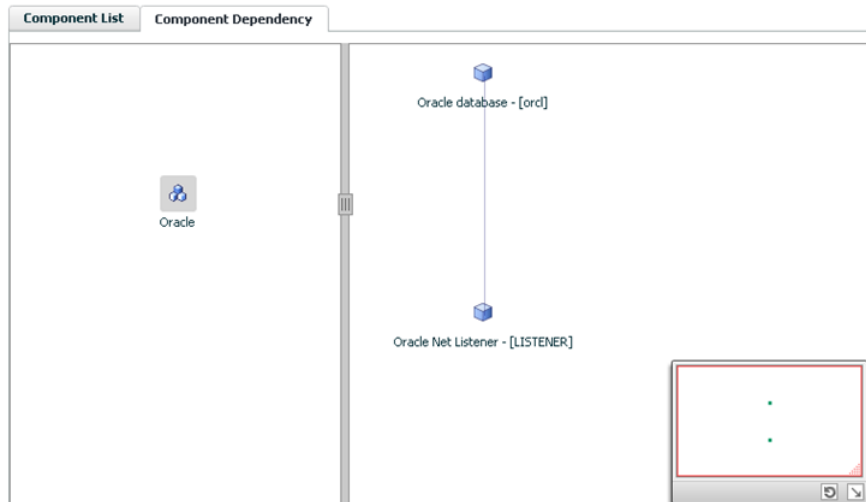 Component List
Component Dependency
Oracle database - [orcl]
Oracle
Oracle Net Listener - [LISTENER]